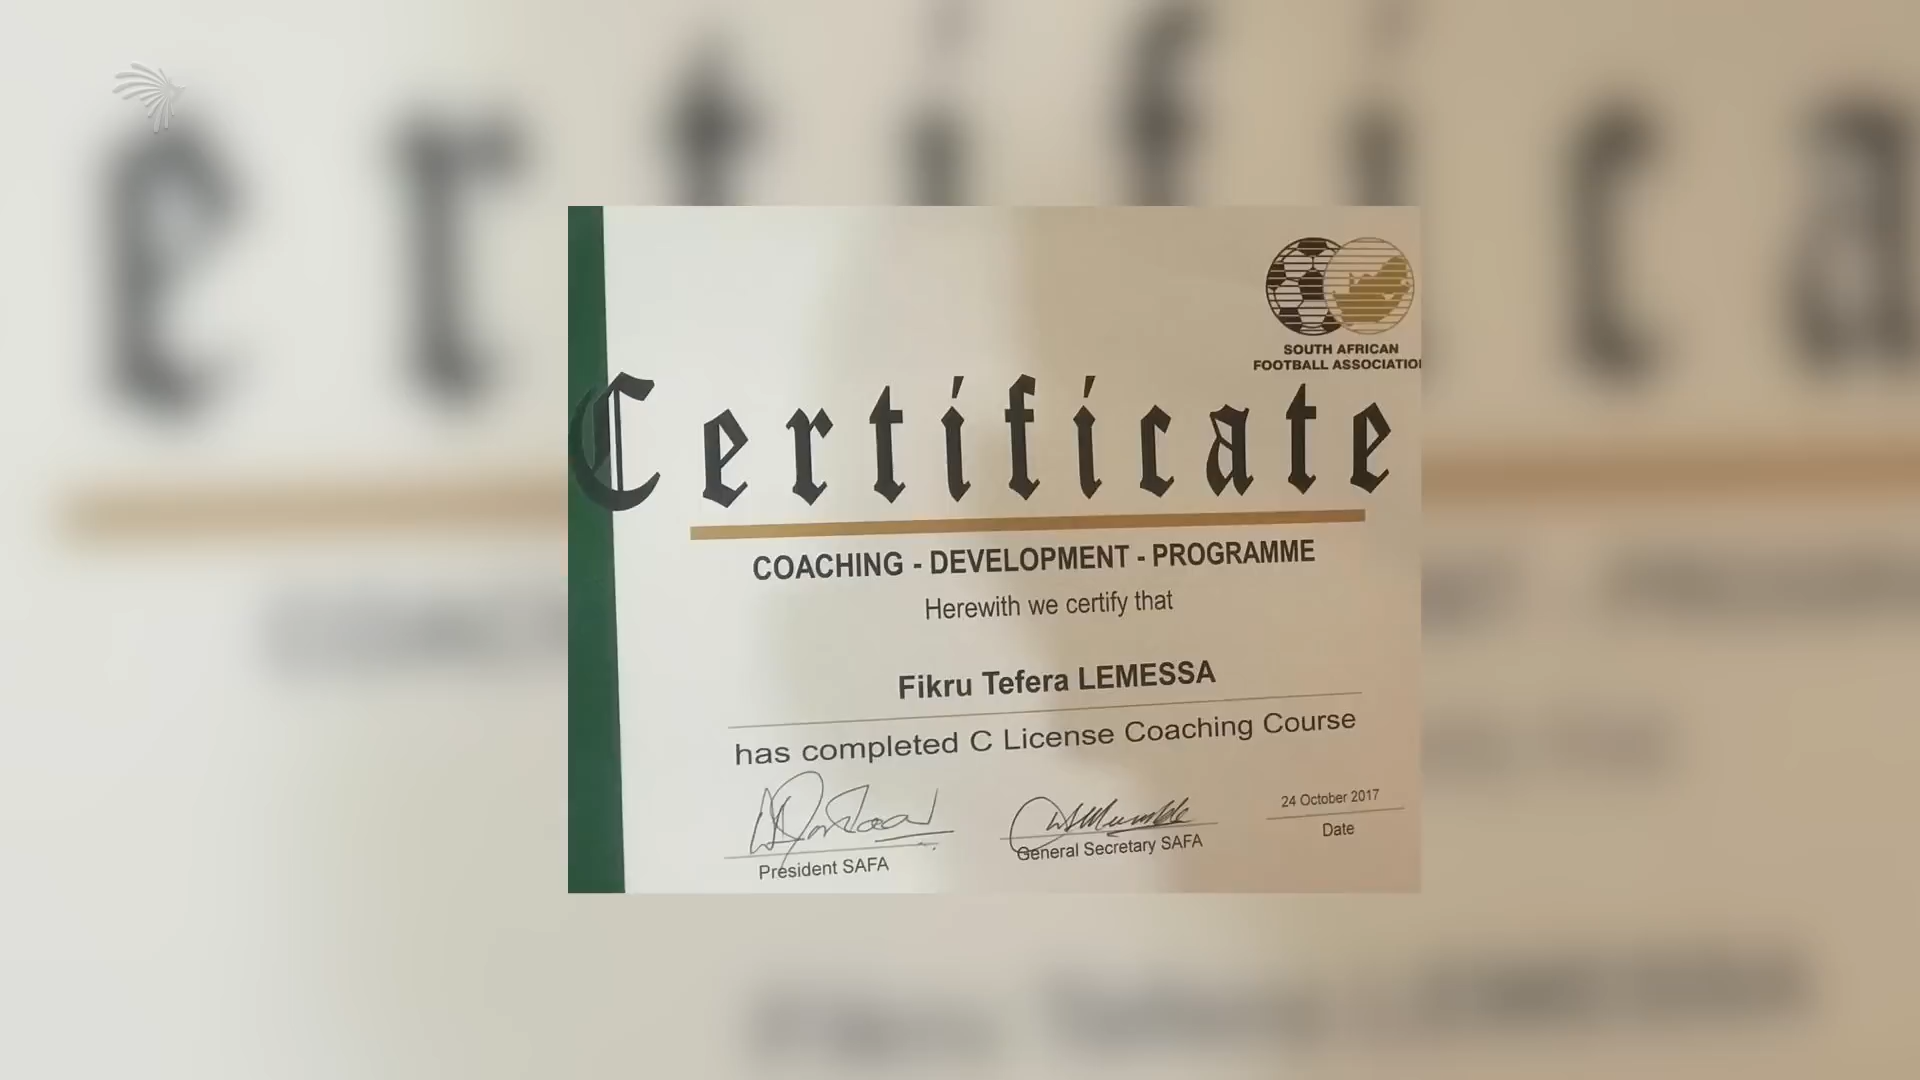 SOUTH AFRICAN
FOOTBALL ASSOCIATIO
Certificate
COACHING - DEVELOPMENT - PROGRAMME
Herewith we certify that
Fikru Tefera LEMESSA
has completed C License Coaching Course
24 October 2017
President SAFA
General Secretary SAFA
Date